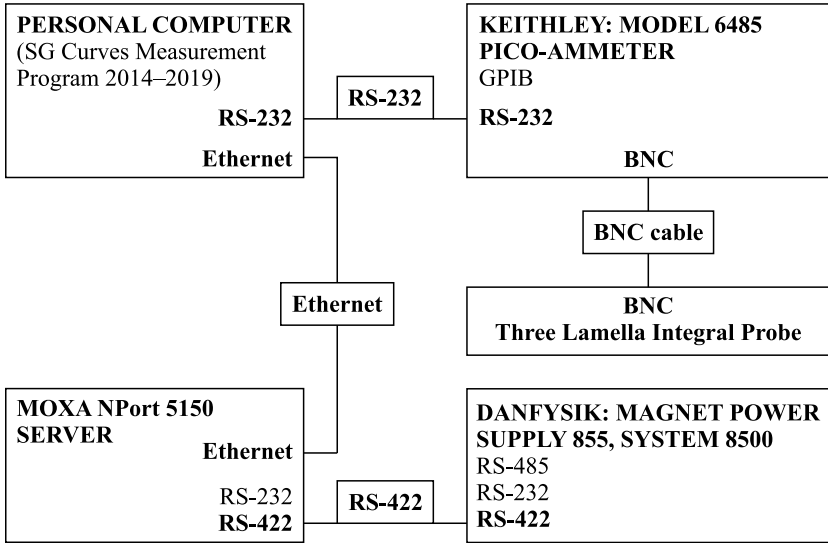 PERSONAL COMPUTER
(SG Curves Measurement
Program 2014–2019)
RS-232
Ethernet
RS-232
KEITHLEY: MODEL 6485
PICO-AMMETER
GPIB
RS-232
BNC
BNC cable
BNC
Three Lamella Integral Probe
Ethernet
MOXA NPort 5150
SERVER
Ethernet
RS-232
RS-422
RS-422
DANFYSIK: MAGNET POWER
SUPPLY 855, SYSTEM 8500
RS-485
RS-232
RS-422